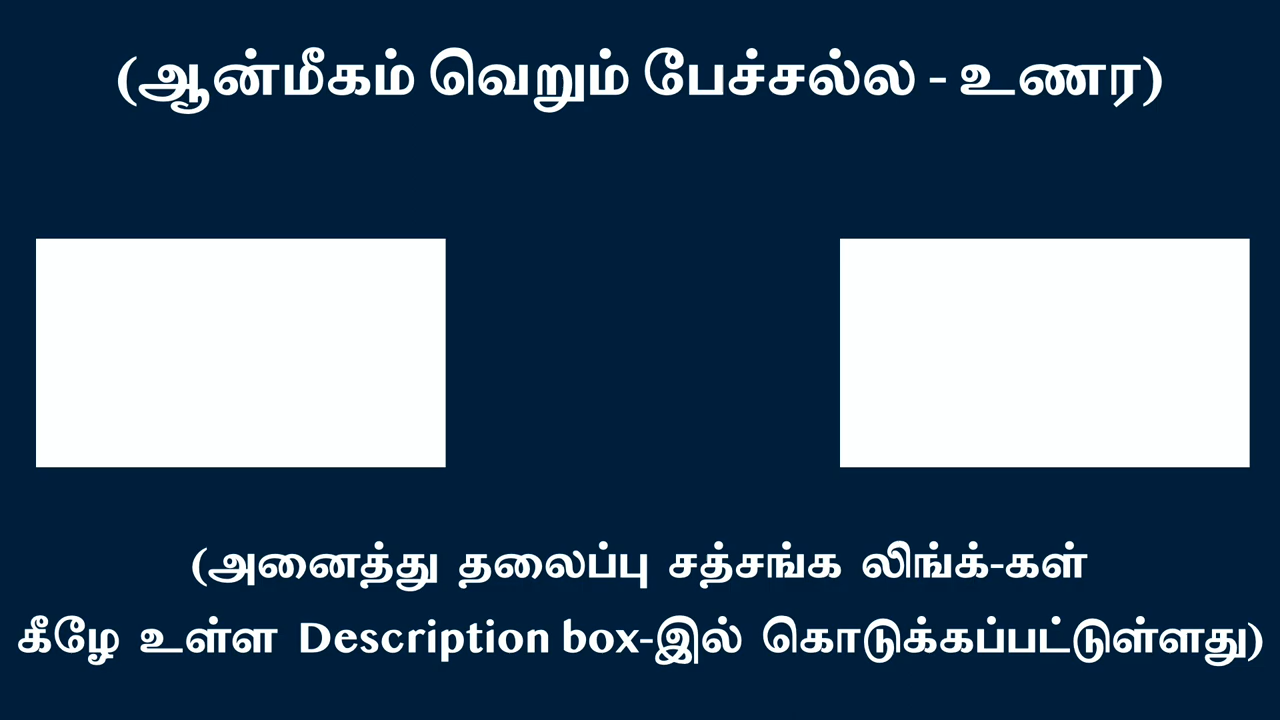 (ஆன்மீகம் வெறும் பேச்சல்ல - உணர)
(அனைத்து தலைப்பு சத்சங்க லிங்க்-கள்
கீழே உள்ள Description box-இல் கொடுக்கப்பட்டுள்ளது)